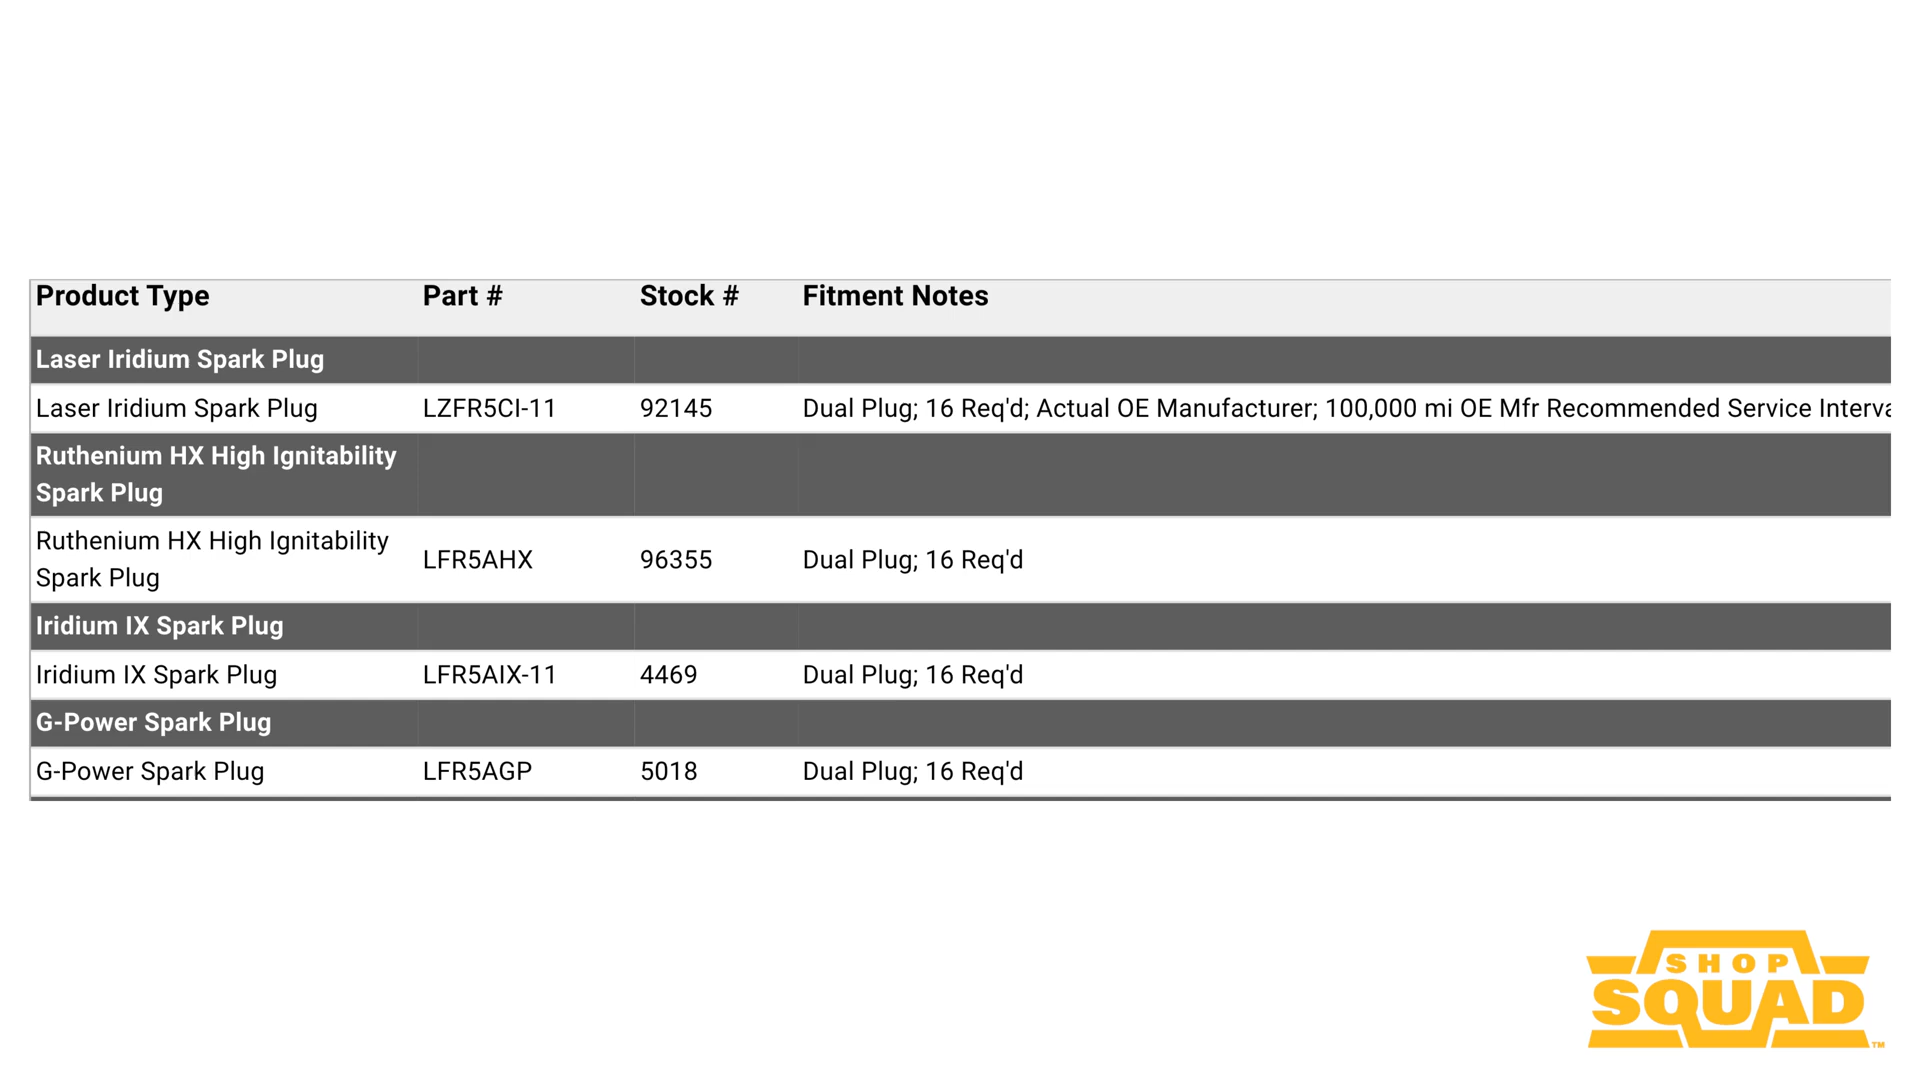 Product Type Part # Stock # Fitment Notes
Laser Iridium Spark Plug
Laser Iridium Spark Plug LZFR5CI-11 92145 Dual Plug; 16 Req'd; Actual OE Manufacturer; 100,000 mi OE Mfr Recommended Service Interva
Ruthenium HX High Ignitability
Spark Plug
Ruthenium HX High Ignitability
Spark Plug LFR5AHX 96355 Dual Plug; 16 Req'd
Iridium IX Spark Plug
Iridium IX Spark Plug LFR5AIX-11 4469 Dual Plug; 16 Req'd
G-Power Spark Plug
G-Power Spark Plug LFR5AGP 5018 Dual Plug; 16 Req'd
SHOP
SQUAD
TM